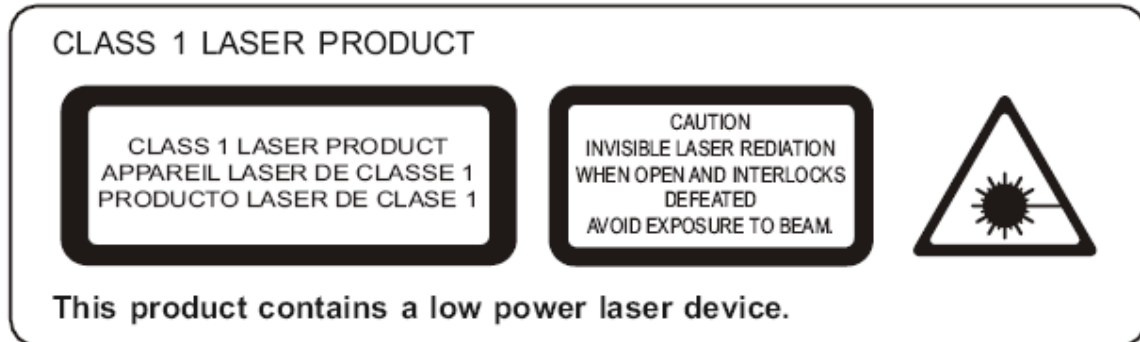 CLASS 1 LASER PRODUCT
CLASS 1 LASER PRODUCT
APPAREIL LASER DE CLASSE 1
PRODUCTO LASER DE CLASE 1
CAUTION
INVISIBLE LASER REDIATION
WHEN OPEN AND INTERLOCKS
DEFEATED
AVOID EXPOSURE TO BEAM.
This product contains a low power laser device.